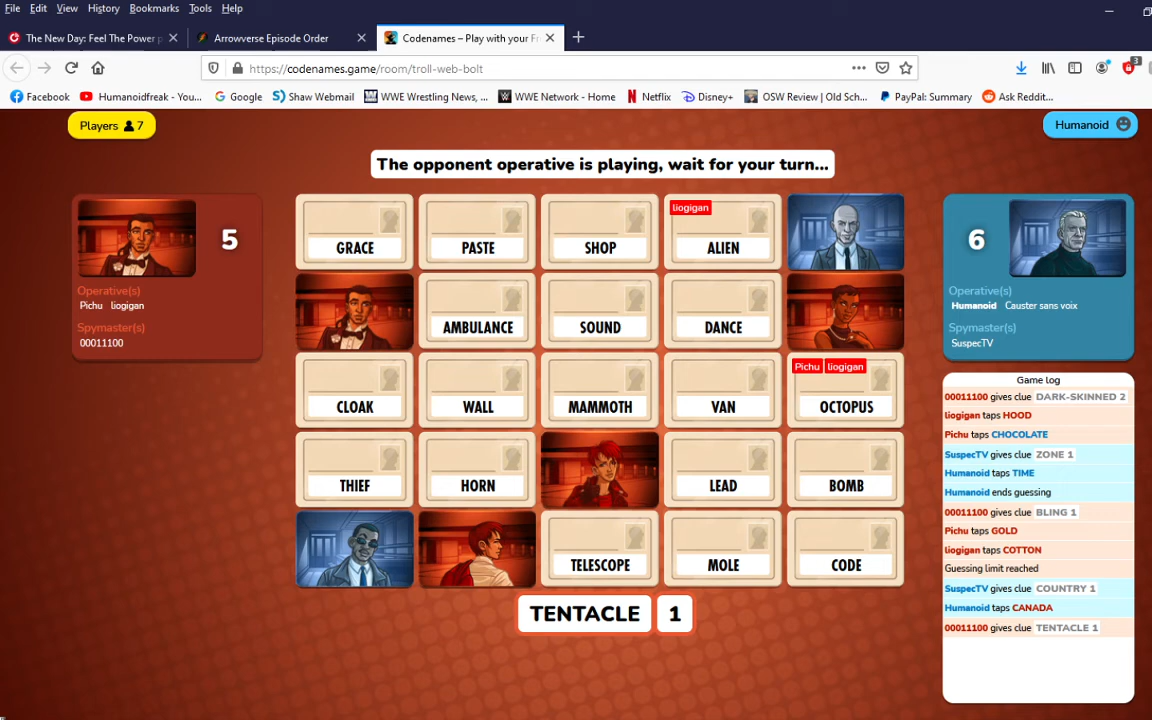 File Edit View History Bookmarks Tools Help
The New Day: Feel The Power p
Arrowverse Episode Order
Codenames – Play with your Fr
https://codenames.game/room/troll-web-bolt
3
Facebook
Humanoidfreak - You...
Google
Shaw Webmail
WWE Wrestling News, ...
WWE Network - Home
Netflix
Disney+
OSW Review | Old Sch...
PayPal: Summary
Ask Reddit...
Players 7
Humanoid
The opponent operative is playing, wait for your turn...
5
Operative(s)
Pichu liogigan
Spymaster(s)
00011100
GRACE
PASTE
SHOP
liogigan
ALIEN
AMBULANCE
SOUND
DANCE
CLOAK
WALL
MAMMOTH
VAN
Pichu liogigan
OCTOPUS
THIEF
HORN
LEAD
BOMB
TELESCOPE
MOLE
CODE
TENTACLE 1
6
Operative(s)
Humanoid Causter sans voix
Spymaster(s)
SuspecTV
Game log
00011100 gives clue DARK-SKINNED 2
liogigan taps HOOD
Pichu taps CHOCOLATE
SuspecTV gives clue ZONE 1
Humanoid taps TIME
Humanoid ends guessing
00011100 gives clue BLING 1
Pichu taps GOLD
liogigan taps COTTON
Guessing limit reached
SuspecTV gives clue COUNTRY 1
Humanoid taps CANADA
00011100 gives clue TENTACLE 1